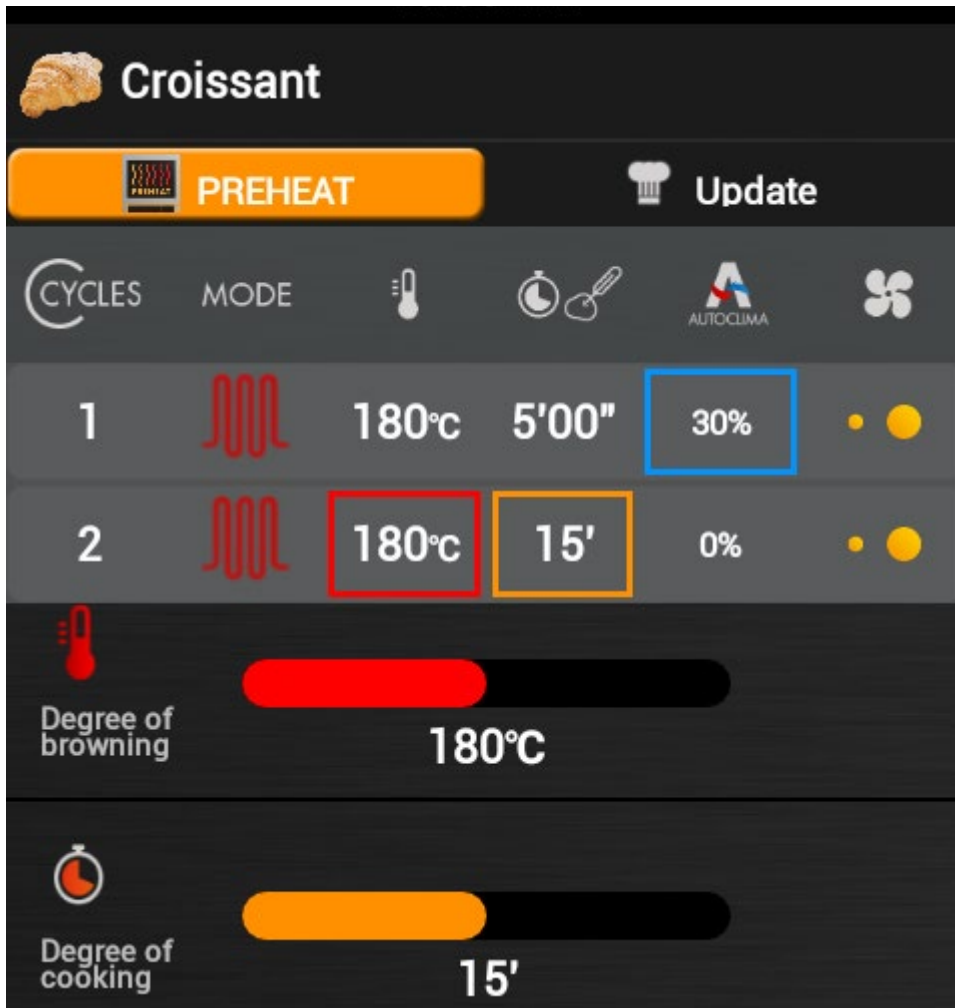 Croissant
PREHEAT
PREHEAT Update
CYCLES MODE A AUTOCLIMA
1 180°C 5'00" 30%
2 180°C 15' 0%
Degree of
browning
180°C
Degree of
cooking
15'